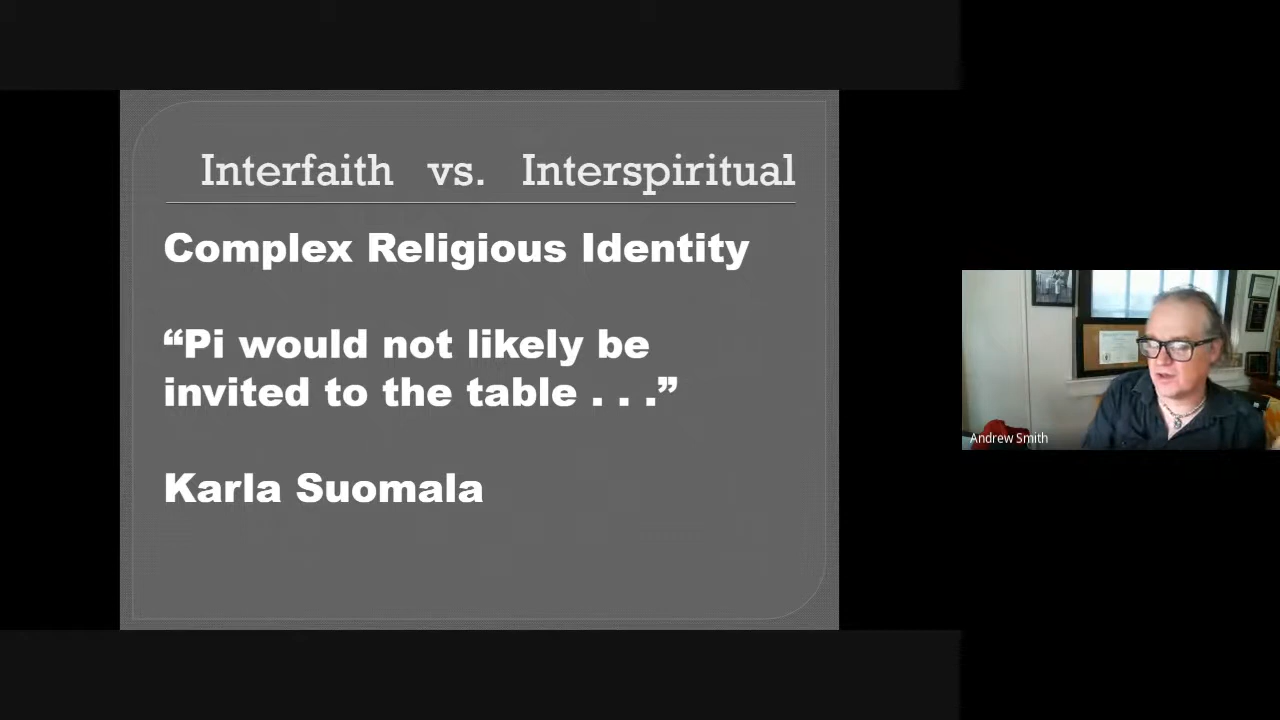 Interfaith vs. Interspiritual
Complex Religious Identity
“Pi would not likely be
invited to the table . . .”
Karla Suomala
Andrew Smith